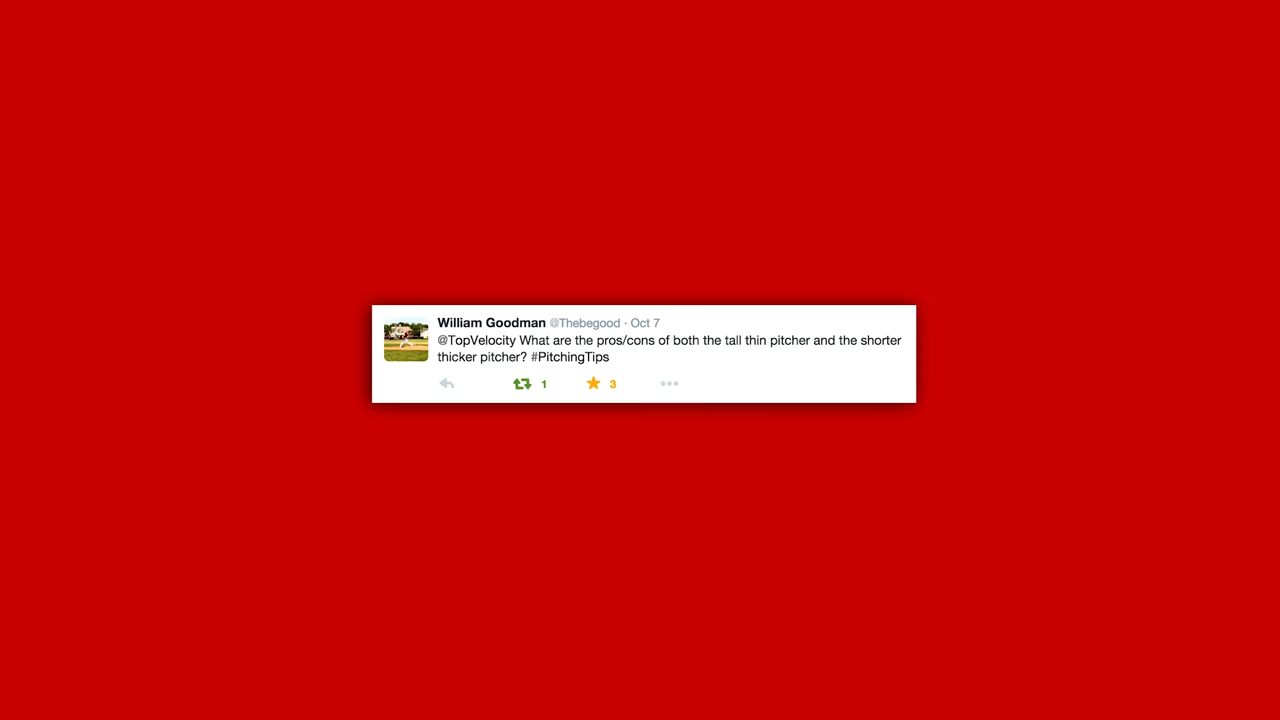 William Goodman @Thebegood · Oct 7
@TopVelocity What are the pros/cons of both the tall thin pitcher and the shorter
thicker pitcher? #PitchingTips
1 3